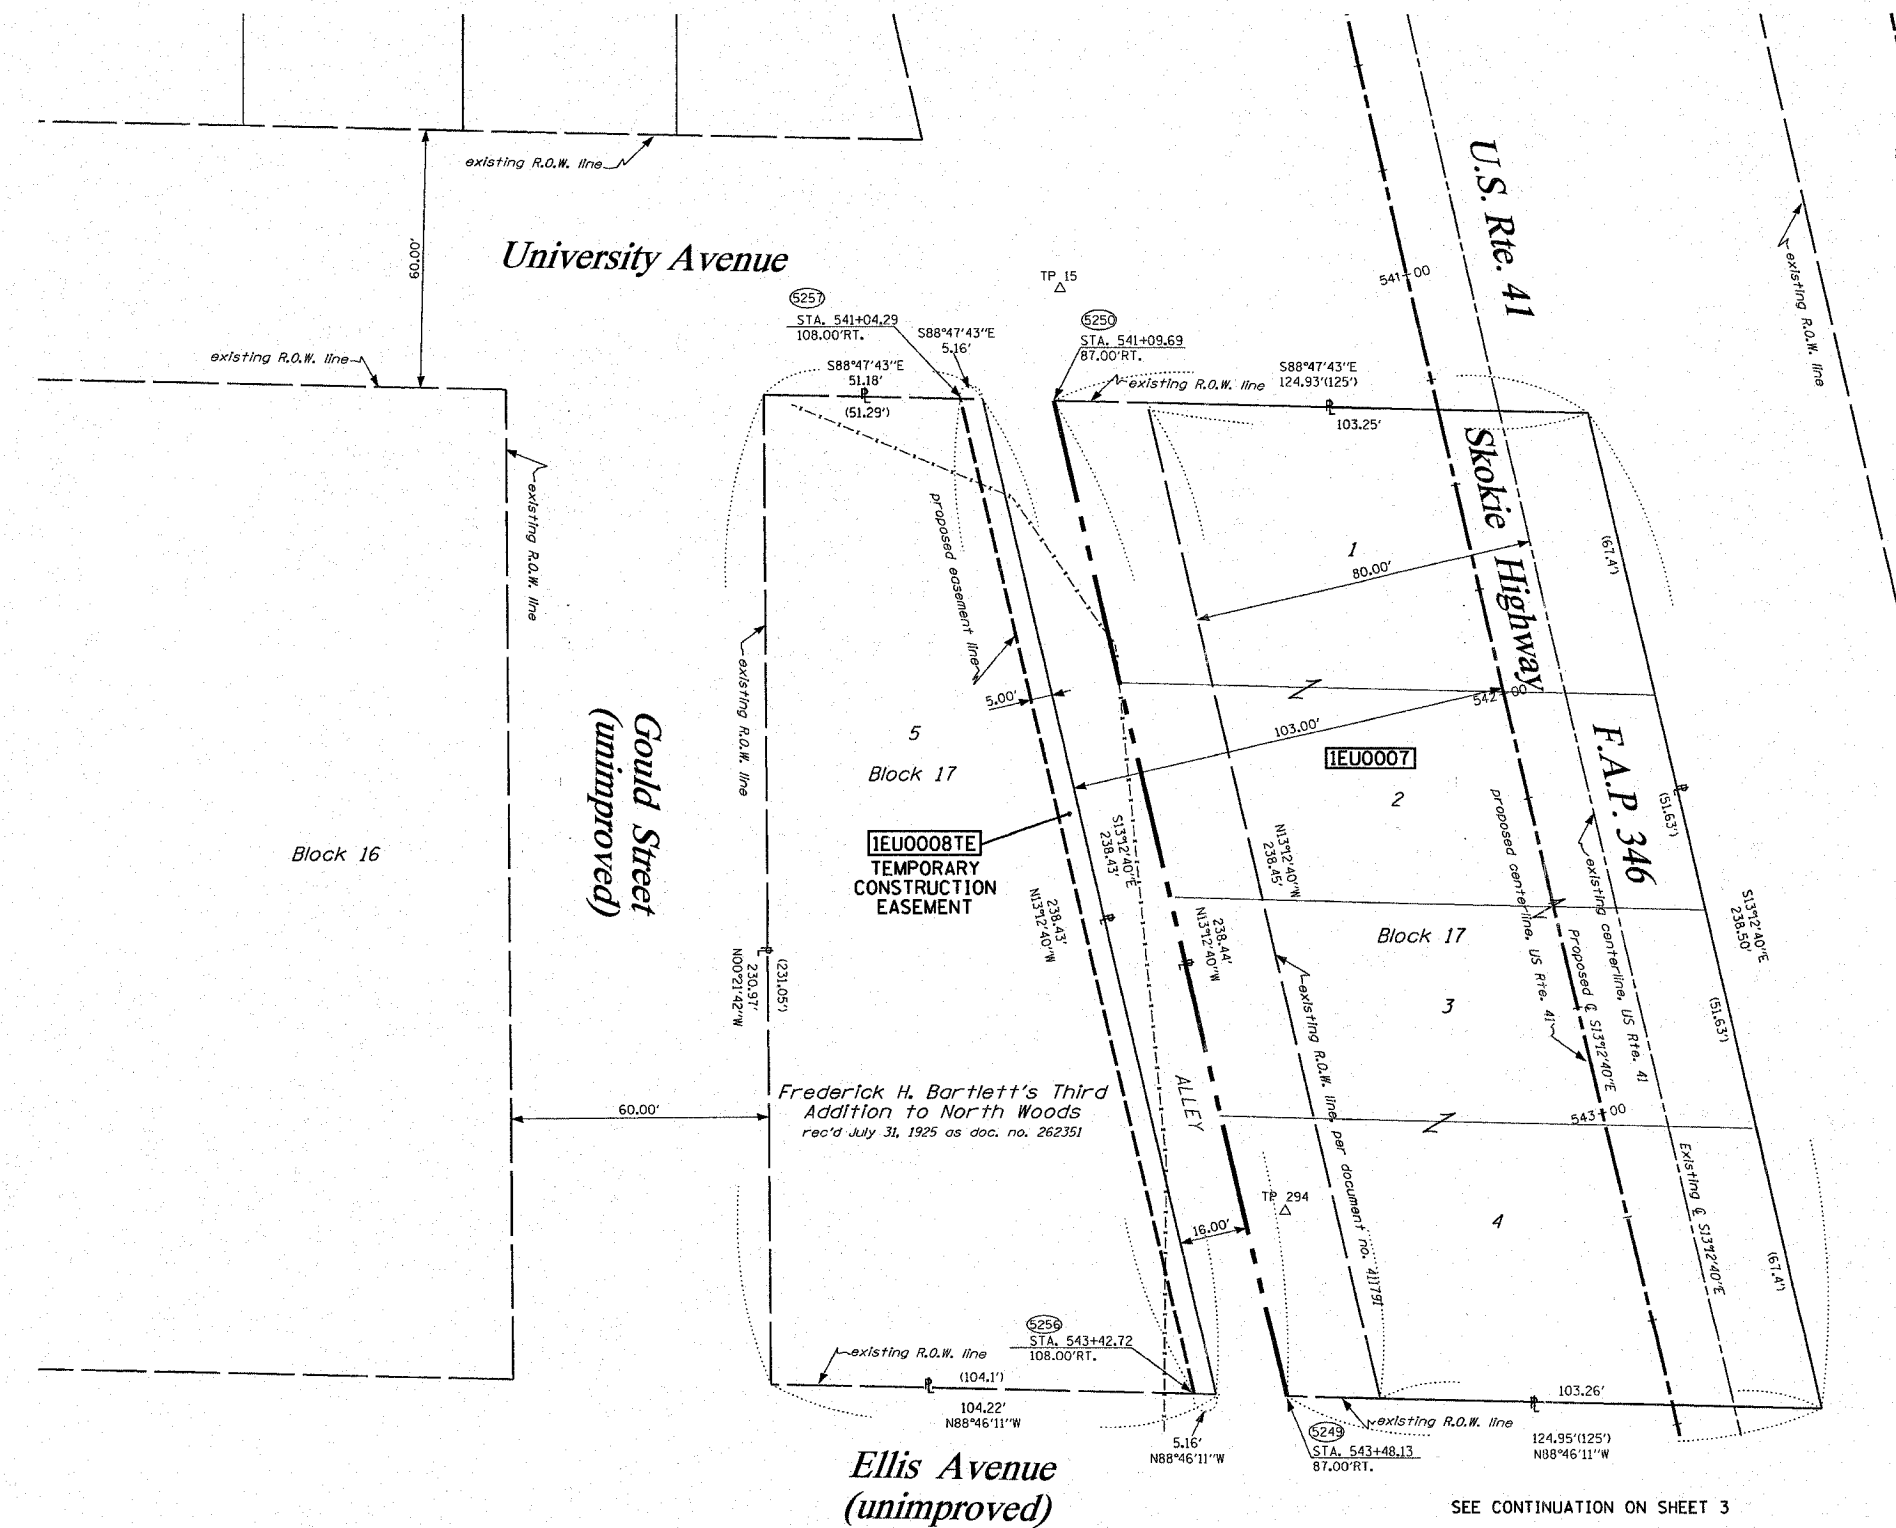 existing R.O.W. line
60.00'
University Avenue
U.S. Rte. 41
existing R.O.W. line
TP 15
541+00
5257
STA. 541+04.29
108.00'RT.
S88°47'43"E
5.16'
5250
STA. 541+09.69
87.00'RT.
existing R.O.W. line
S88°47'43"E
51.18'
(51.29')
existing R.O.W. line
S88°47'43"E
124.93'(125')
103.25'
Skokie Highway
existing R.O.W. line
proposed easement line
1
80.00'
(67.4')
existing R.O.W. line
5.00'
542+00
103.00'
Gould Street
(unimproved)
5
Block 17
1EU0007
2
F.A.P. 346
(51.63')
Block 16
1EU0008TE
TEMPORARY
CONSTRUCTION
EASEMENT
S13°12'40"E
238.43'
238.43'
N13°12'40"W
238.44'
N13°12'40"W
N13°12'40"W
238.45'
proposed centerline, US Rte. 41
existing centerline, US Rte. 41
Proposed ℄ S13°12'40"E
S13°12'40"E
238.50'
Block 17
3
(51.63')
(231.05')
230.97'
N00°21'42"W
existing R.O.W. line, per document no. 411791
Frederick H. Bartlett's Third
Addition to North Woods
rec'd July 31, 1925 as doc. no. 262351
60.00'
ALLEY
543+00
Existing ℄ S13°12'40"E
TP 294
16.00'
4
(67.4')
5256
STA. 543+42.72
108.00'RT.
existing R.O.W. line
(104.1')
104.22'
N88°46'11"W
5.16'
N88°46'11"W
5249
STA. 543+48.13
87.00'RT.
existing R.O.W. line
103.26'
124.95'(125')
N88°46'11"W
Ellis Avenue
(unimproved)
SEE CONTINUATION ON SHEET 3